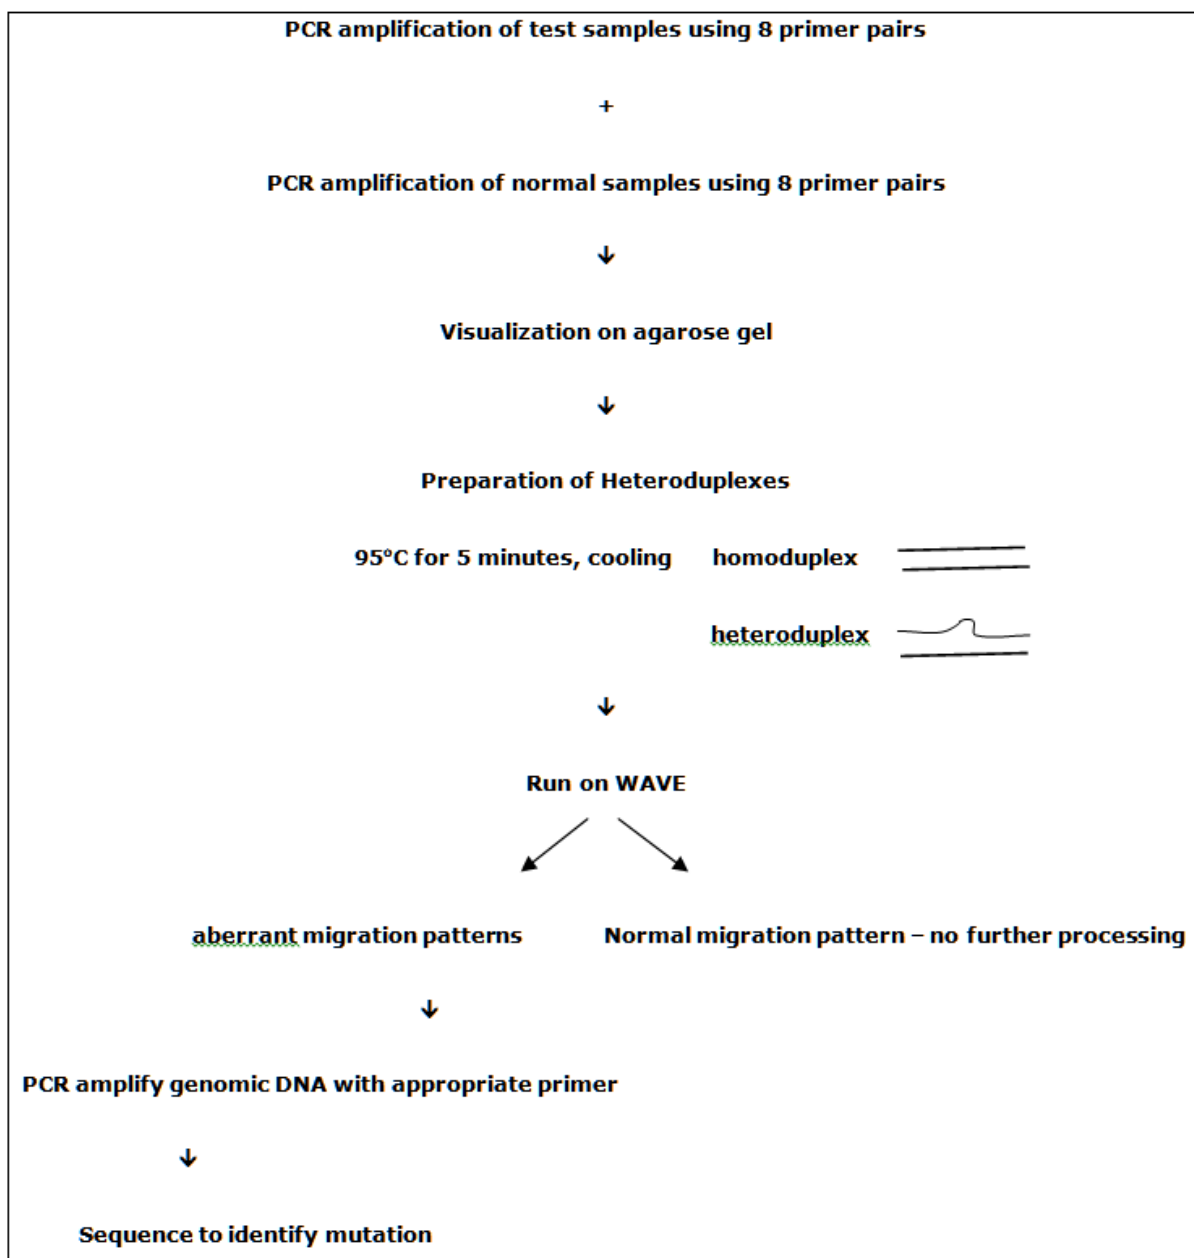 PCR amplification of test samples using 8 primer pairs
+
PCR amplification of normal samples using 8 primer pairs
↓
Visualization on agarose gel
↓
Preparation of Heteroduplexes
95°C for 5 minutes, cooling homoduplex
heteroduplex
↓
Run on WAVE
aberrant migration patterns Normal migration pattern – no further processing
↓
PCR amplify genomic DNA with appropriate primer
↓
Sequence to identify mutation